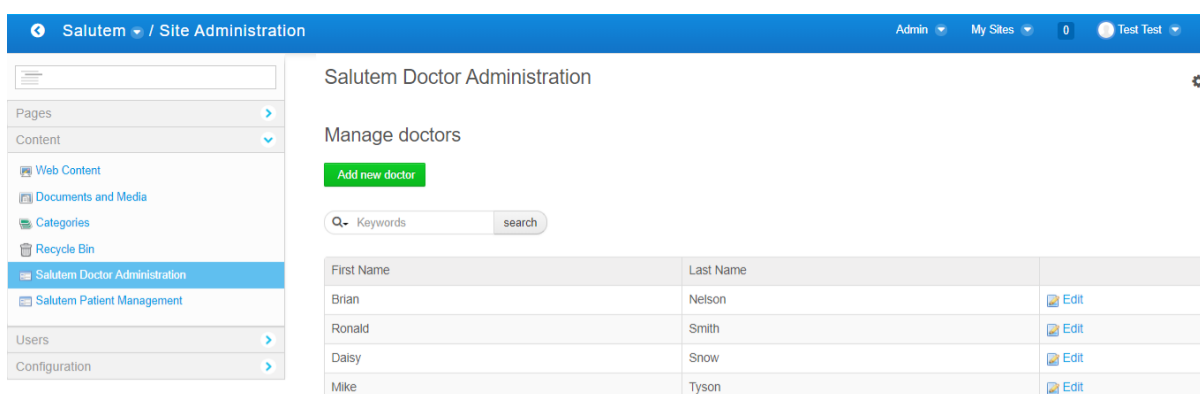 Salutem / Site Administration
Admin My Sites 0 Test Test
Pages
Content
Web Content
Documents and Media
Categories
Recycle Bin
Salutem Doctor Administration
Salutem Patient Management
Users
Configuration
Salutem Doctor Administration
Manage doctors
Add new doctor
Keywords search
First Name Last Name
Brian Nelson Edit
Ronald Smith Edit
Daisy Snow Edit
Mike Tyson Edit